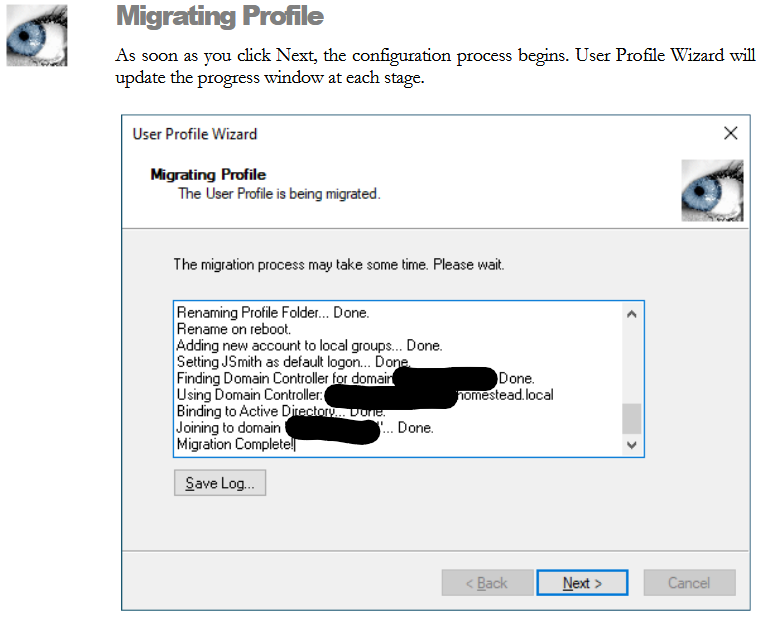 Migrating Profile
As soon as you click Next, the configuration process begins. User Profile Wizard will
update the progress window at each stage.
User Profile Wizard
Migrating Profile
The User Profile is being migrated.
The migration process may take some time. Please wait.
Renaming Profile Folder... Done.
Rename on reboot.
Adding new account to local groups... Done.
Setting JSmith as default logon... Done.
Finding Domain Controller for domain Done.
Using Domain Controller: homestead.local
Binding to Active Directory... Done.
Joining to domain '... Done.
Migration Complete!
Save Log...
< Back
Next >
Cancel